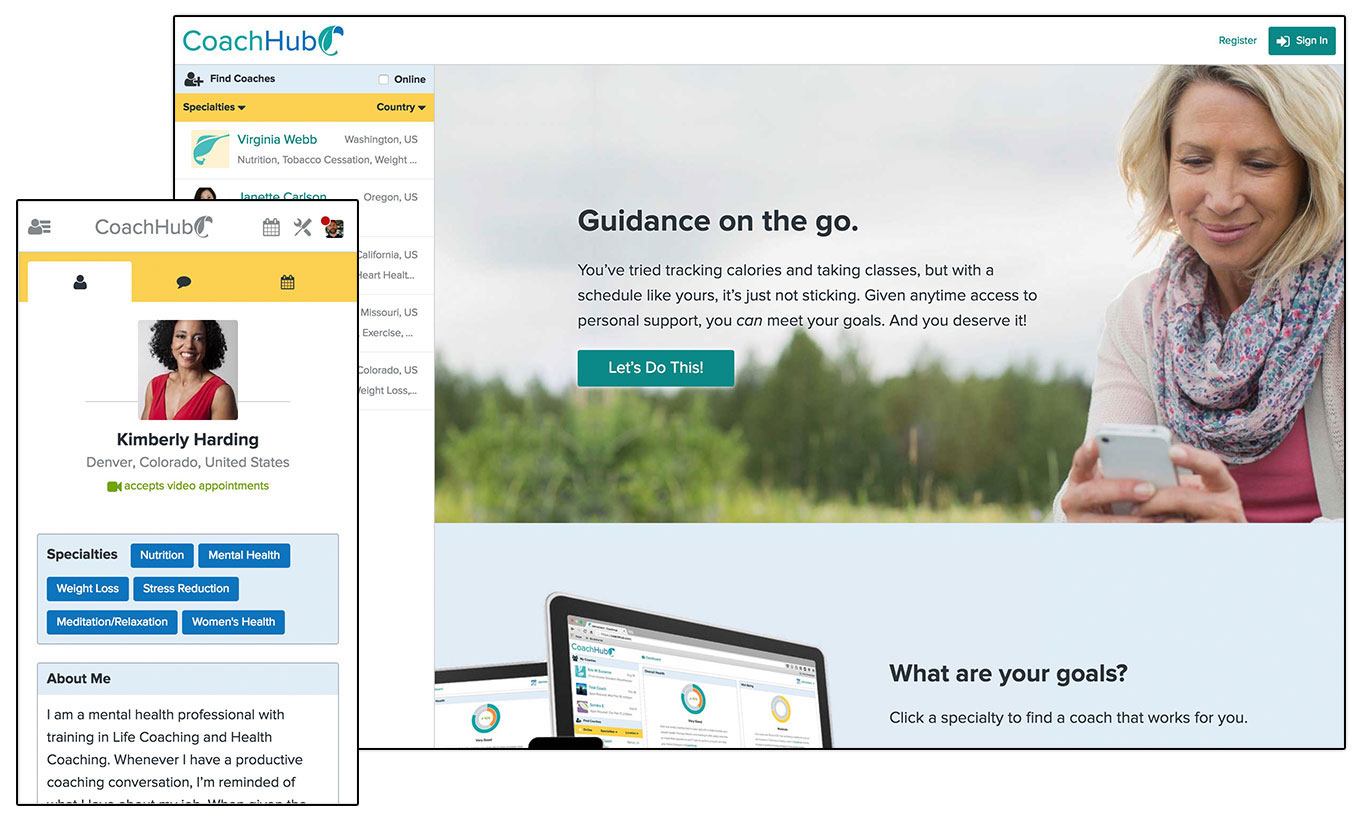 CoachHub
Register
Sign In
Find Coaches
Online
Specialties
Country
Virginia Webb
Washington, US
Nutrition, Tobacco Cessation, Weight ...
Janette Carlson
Oregon, US
California, US
Heart Healt...
Missouri, US
Exercise, ...
Colorado, US
Weight Loss,...
Guidance on the go.
You’ve tried tracking calories and taking classes, but with a
schedule like yours, it’s just not sticking. Given anytime access to
personal support, you can meet your goals. And you deserve it!
Let’s Do This!
CoachHub
What are your goals?
Click a specialty to find a coach that works for you.
CoachHub
Kimberly Harding
Denver, Colorado, United States
accepts video appointments
Specialties
Nutrition
Mental Health
Weight Loss
Stress Reduction
Meditation/Relaxation
Women's Health
About Me
I am a mental health professional with
training in Life Coaching and Health
Coaching. Whenever I have a productive
coaching conversation, I’m reminded of